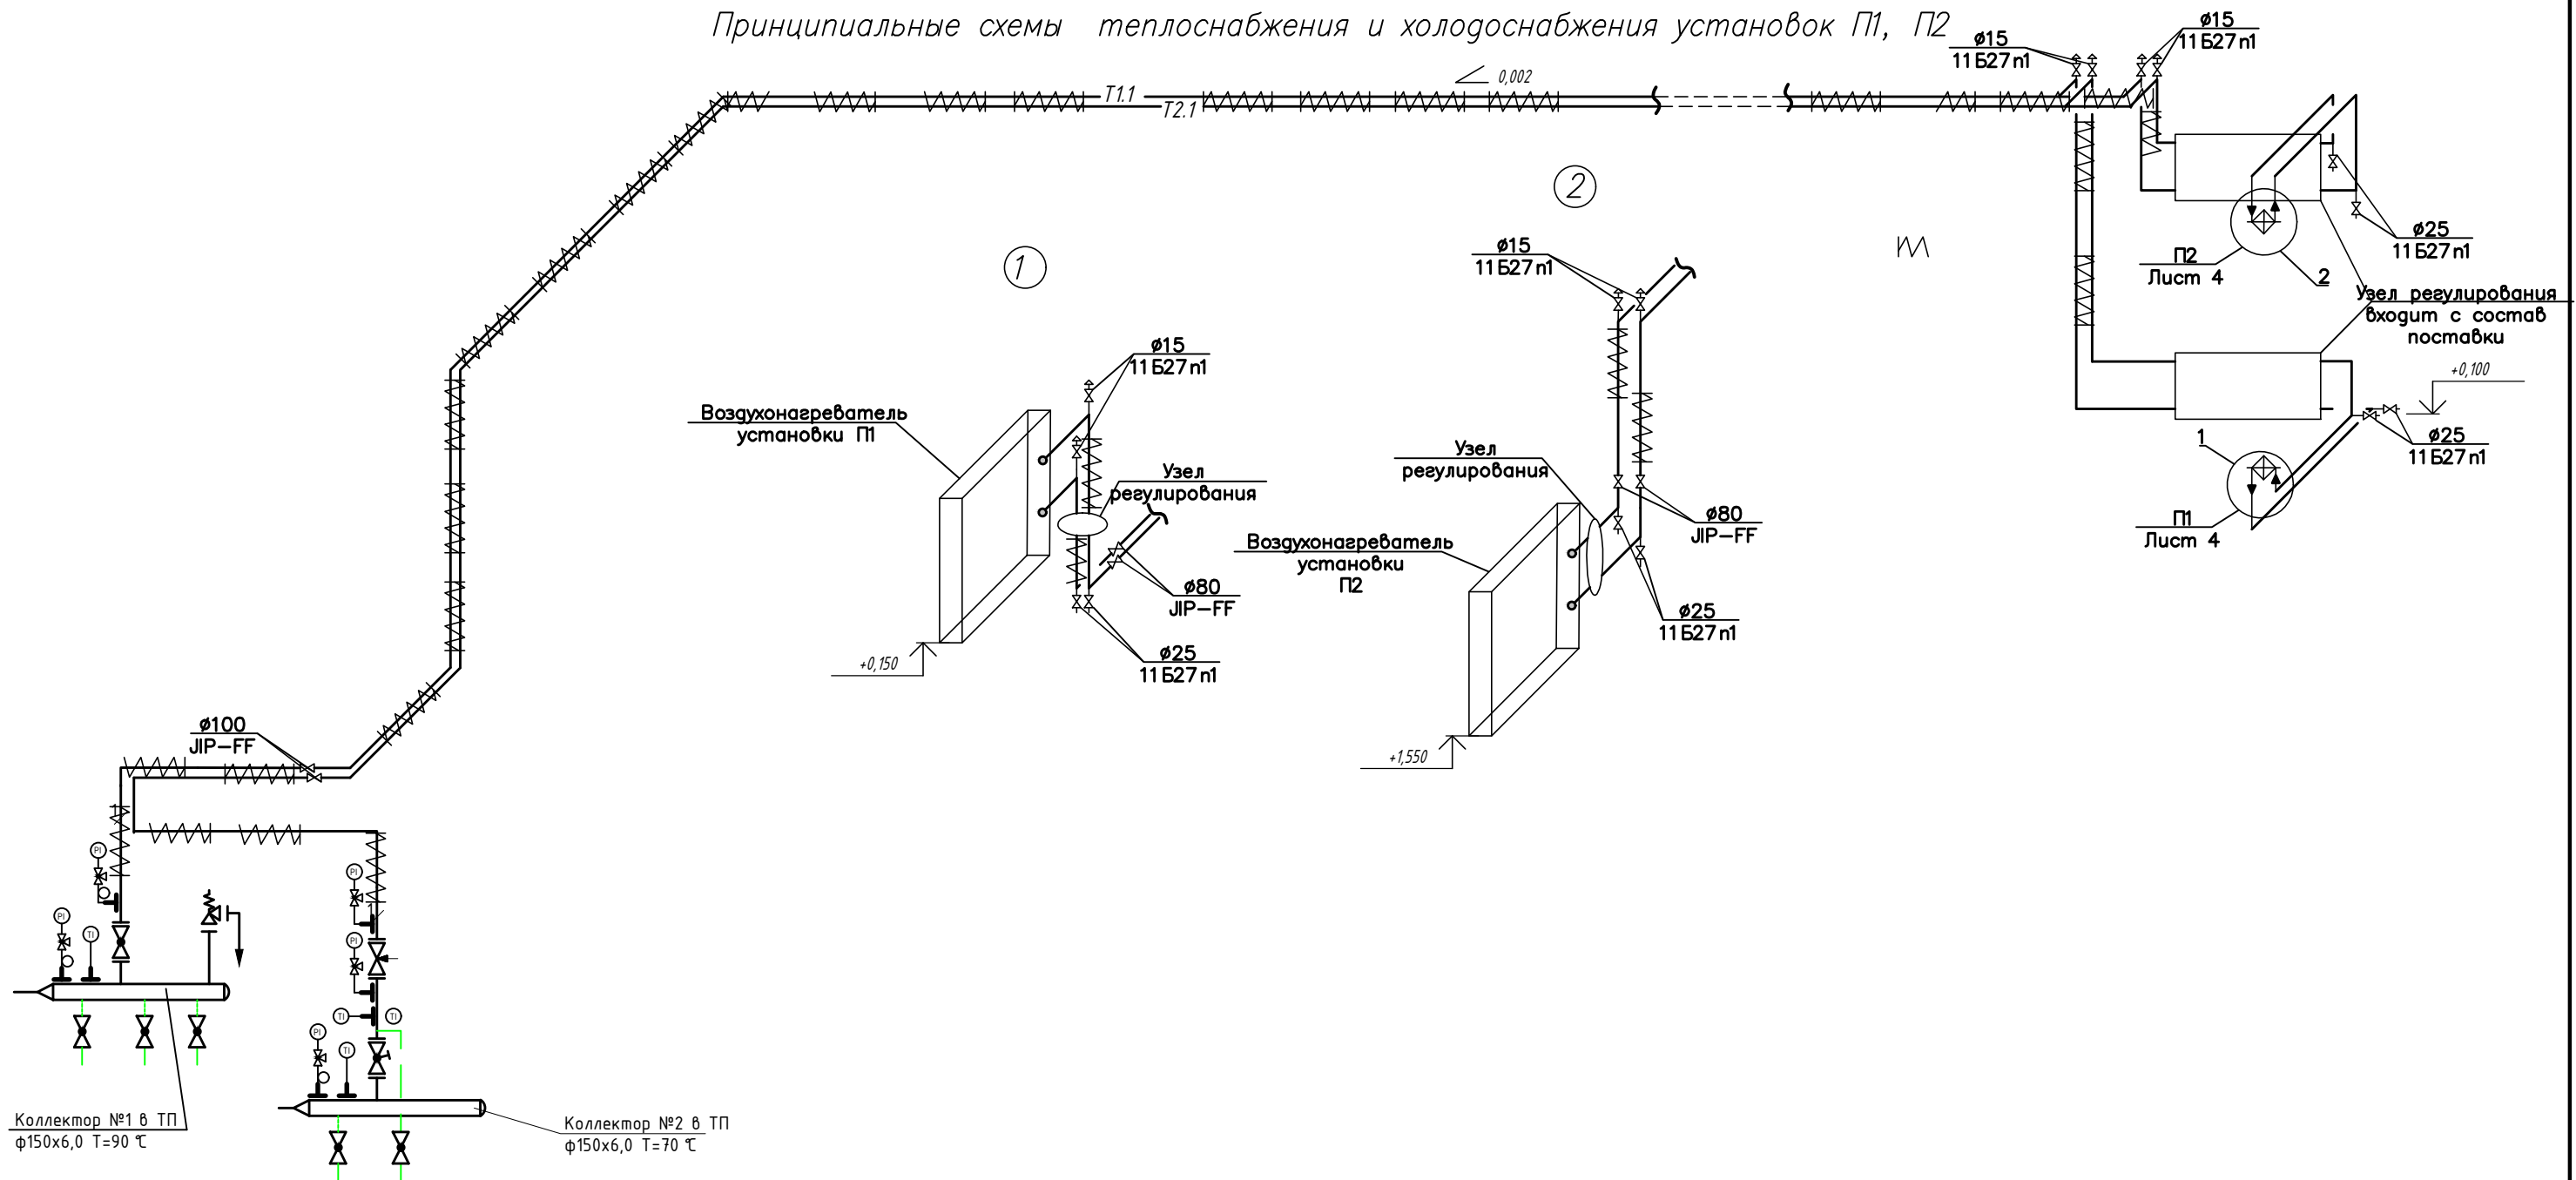 Принципиальные схемы теплоснабжения и холодоснабжения установок П1, П2
ø15
11Б27п1
ø15
11Б27п1
0,002
Т1.1
Т2.1
1
2
ø15
11Б27п1
ø25
11Б27п1
П2
Лист 4
2
Узел регулирования
входит с состав
поставки
+0,100
ø25
11Б27п1
1
П1
Лист 4
ø15
11Б27п1
Воздухонагреватель
установки П1
Узел
регулирования
ø80
JIP-FF
ø25
11Б27п1
+0,150
Узел
регулирования
Воздухонагреватель
установки
П2
ø80
JIP-FF
ø25
11Б27п1
+1,550
ø100
JIP-FF
PI
PI
TI
PI
PI
TI
TI
PI
TI
Коллектор №1 в ТП
ф150х6,0 Т=90 °С
Коллектор №2 в ТП
ф150х6,0 Т=70 °С